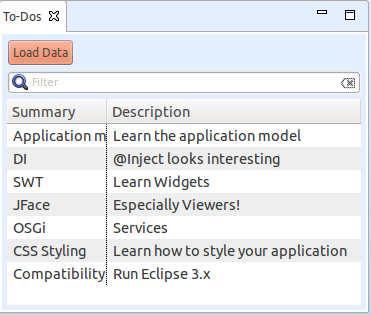 To-Dos
Load Data
Filter
Summary Description
Application m Learn the application model
DI @Inject looks interesting
SWT Learn Widgets
JFace Especially Viewers!
OSGi Services
CSS Styling Learn how to style your application
Compatibility Run Eclipse 3.x